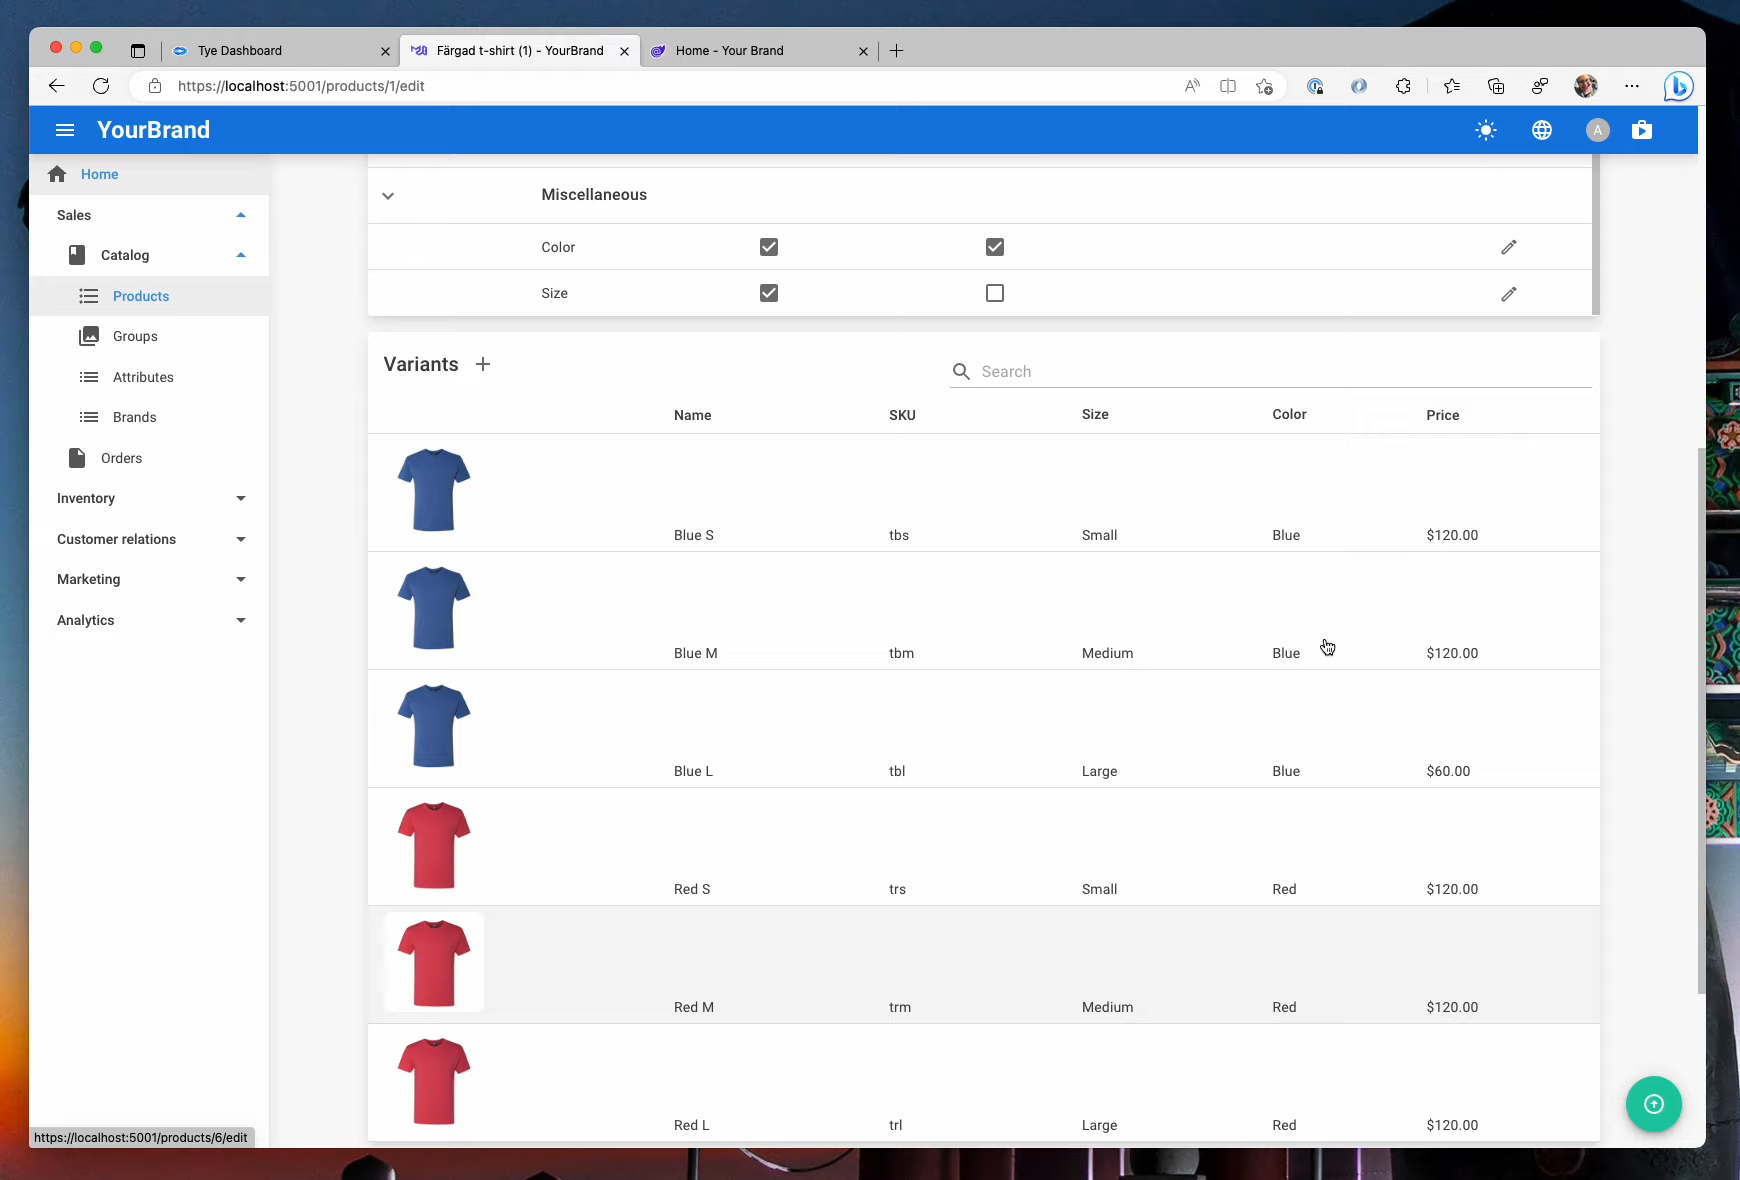 Tye Dashboard
Färgad t-shirt (1) - YourBrand
Home - Your Brand
https://localhost:5001/products/1/edit
YourBrand
A
Home
Sales
Catalog
Products
Groups
Attributes
Brands
Orders
Inventory
Customer relations
Marketing
Analytics
Miscellaneous
Color
Size
Variants
Search
Name SKU Size Color Price
Blue S tbs Small Blue $120.00
Blue M tbm Medium Blue $120.00
Blue L tbl Large Blue $60.00
Red S trs Small Red $120.00
Red M trm Medium Red $120.00
Red L trl Large Red $120.00
https://localhost:5001/products/6/edit